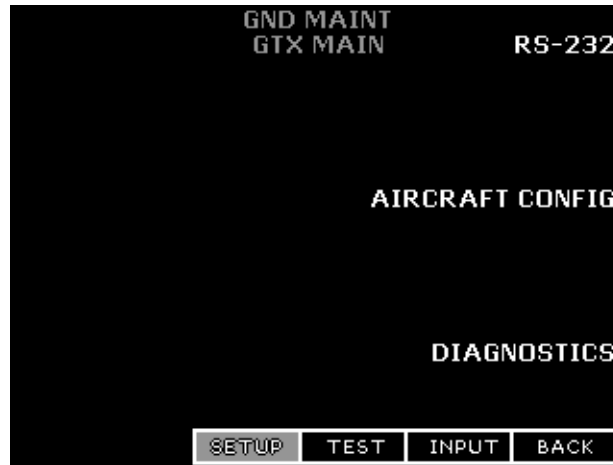 GND MAINT
GTX MAIN RS-232
AIRCRAFT CONFIG
DIAGNOSTICS
SETUP TEST INPUT BACK